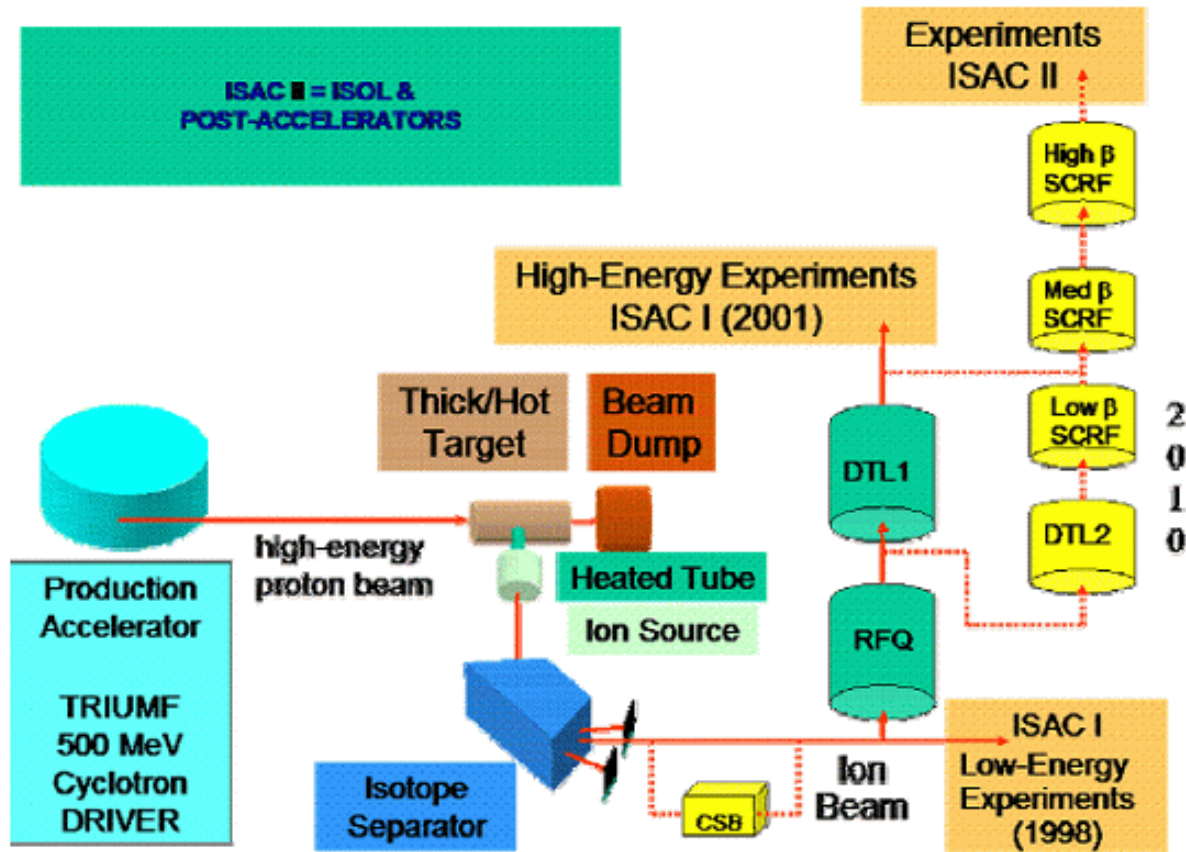 ISAC II = ISOL &
POST-ACCELERATORS
Experiments
ISAC II
High β
SCRF
High-Energy Experiments
ISAC I (2001)
Med β
SCRF
Thick/Hot
Target
Beam
Dump
Low β
SCRF
2
0
1
0
DTL1
DTL2
high-energy
proton beam
Production
Accelerator
TRIUMF
500 MeV
Cyclotron
DRIVER
Heated Tube
Ion Source
RFQ
Isotope
Separator
CSB
Ion
Beam
ISAC I
Low-Energy
Experiments
(1998)